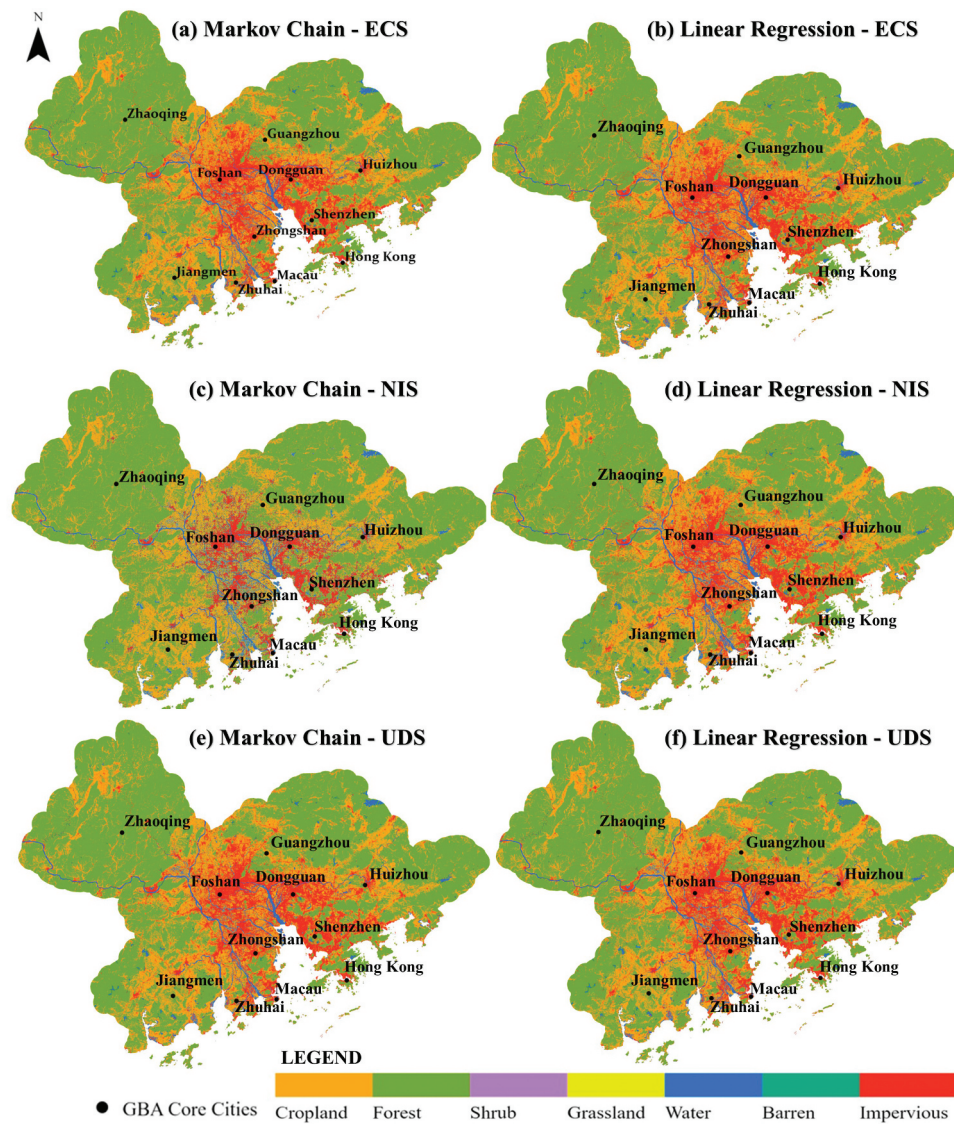 N
(a) Markov Chain - ECS
Zhaoqing
Guangzhou
Foshan
Dongguan
Huizhou
Shenzhen
Zhongshan
Hong Kong
Jiangmen
Macau
Zhuhai
(b) Linear Regression - ECS
Zhaoqing
Guangzhou
Foshan
Dongguan
Huizhou
Shenzhen
Zhongshan
Hong Kong
Jiangmen
Macau
Zhuhai
(c) Markov Chain - NIS
Zhaoqing
Guangzhou
Foshan
Dongguan
Huizhou
Shenzhen
Zhongshan
Hong Kong
Jiangmen
Macau
Zhuhai
(d) Linear Regression - NIS
Zhaoqing
Guangzhou
Foshan
Dongguan
Huizhou
Shenzhen
Zhongshan
Hong Kong
Jiangmen
Macau
Zhuhai
(e) Markov Chain - UDS
Zhaoqing
Guangzhou
Foshan
Dongguan
Huizhou
Shenzhen
Zhongshan
Hong Kong
Jiangmen
Macau
Zhuhai
(f) Linear Regression - UDS
Zhaoqing
Guangzhou
Foshan
Dongguan
Huizhou
Shenzhen
Zhongshan
Hong Kong
Jiangmen
Macau
Zhuhai
LEGEND
GBA Core Cities
Cropland Forest Shrub Grassland Water Barren Impervious